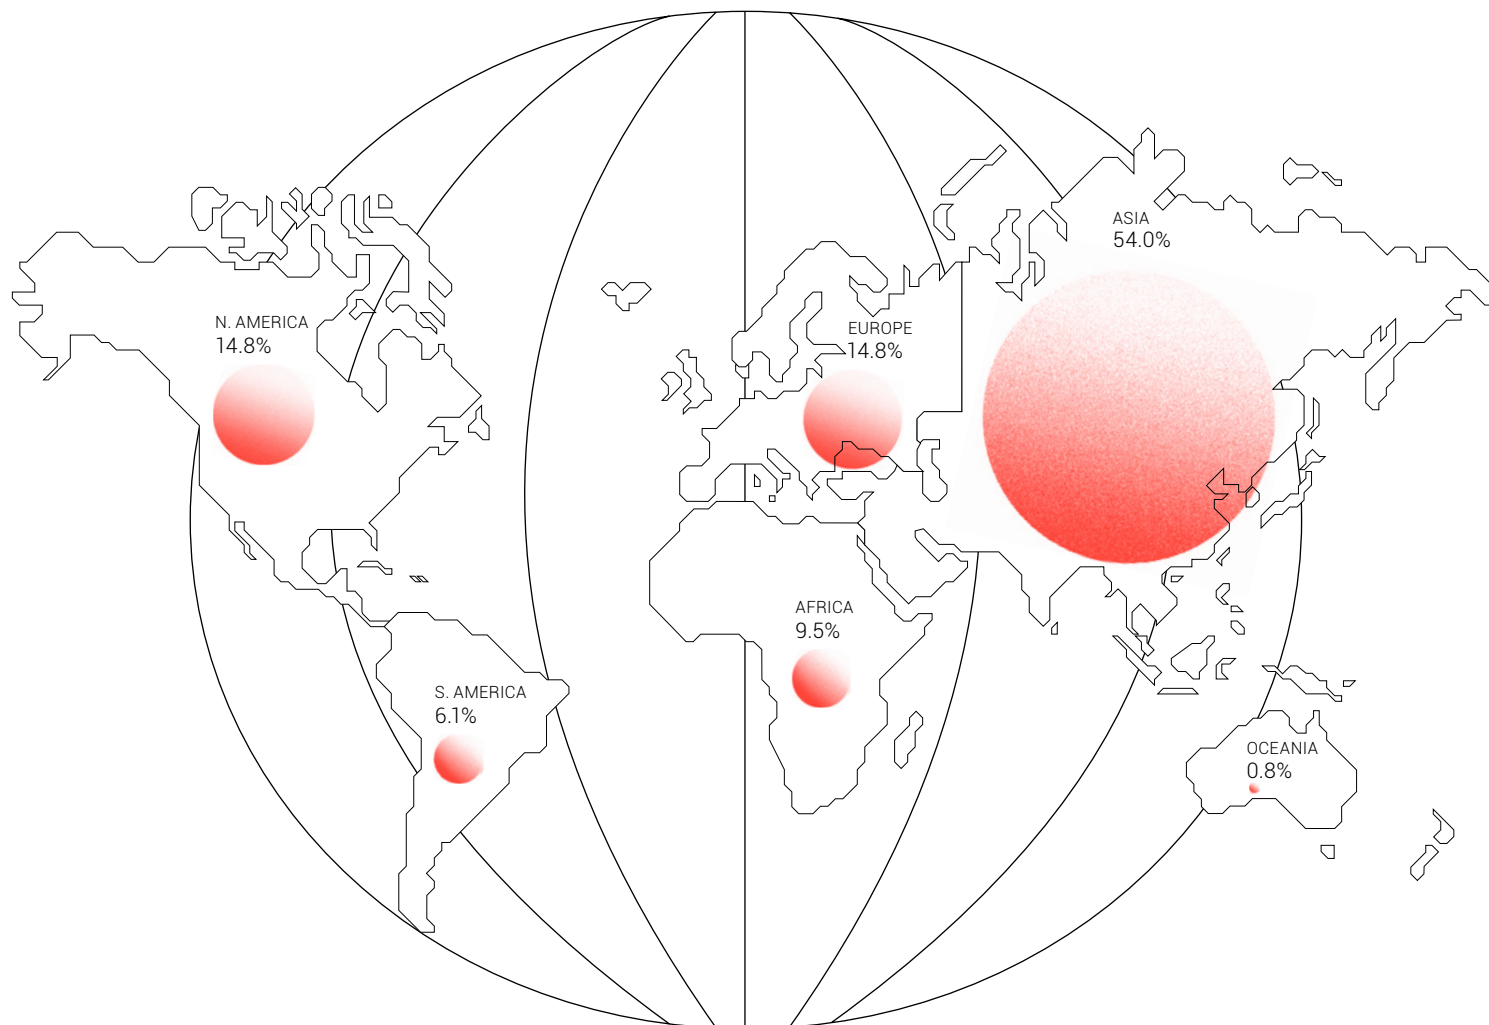 ASIA
54.0%
N. AMERICA
14.8%
EUROPE
14.8%
AFRICA
9.5%
S. AMERICA
6.1%
OCEANIA
0.8%